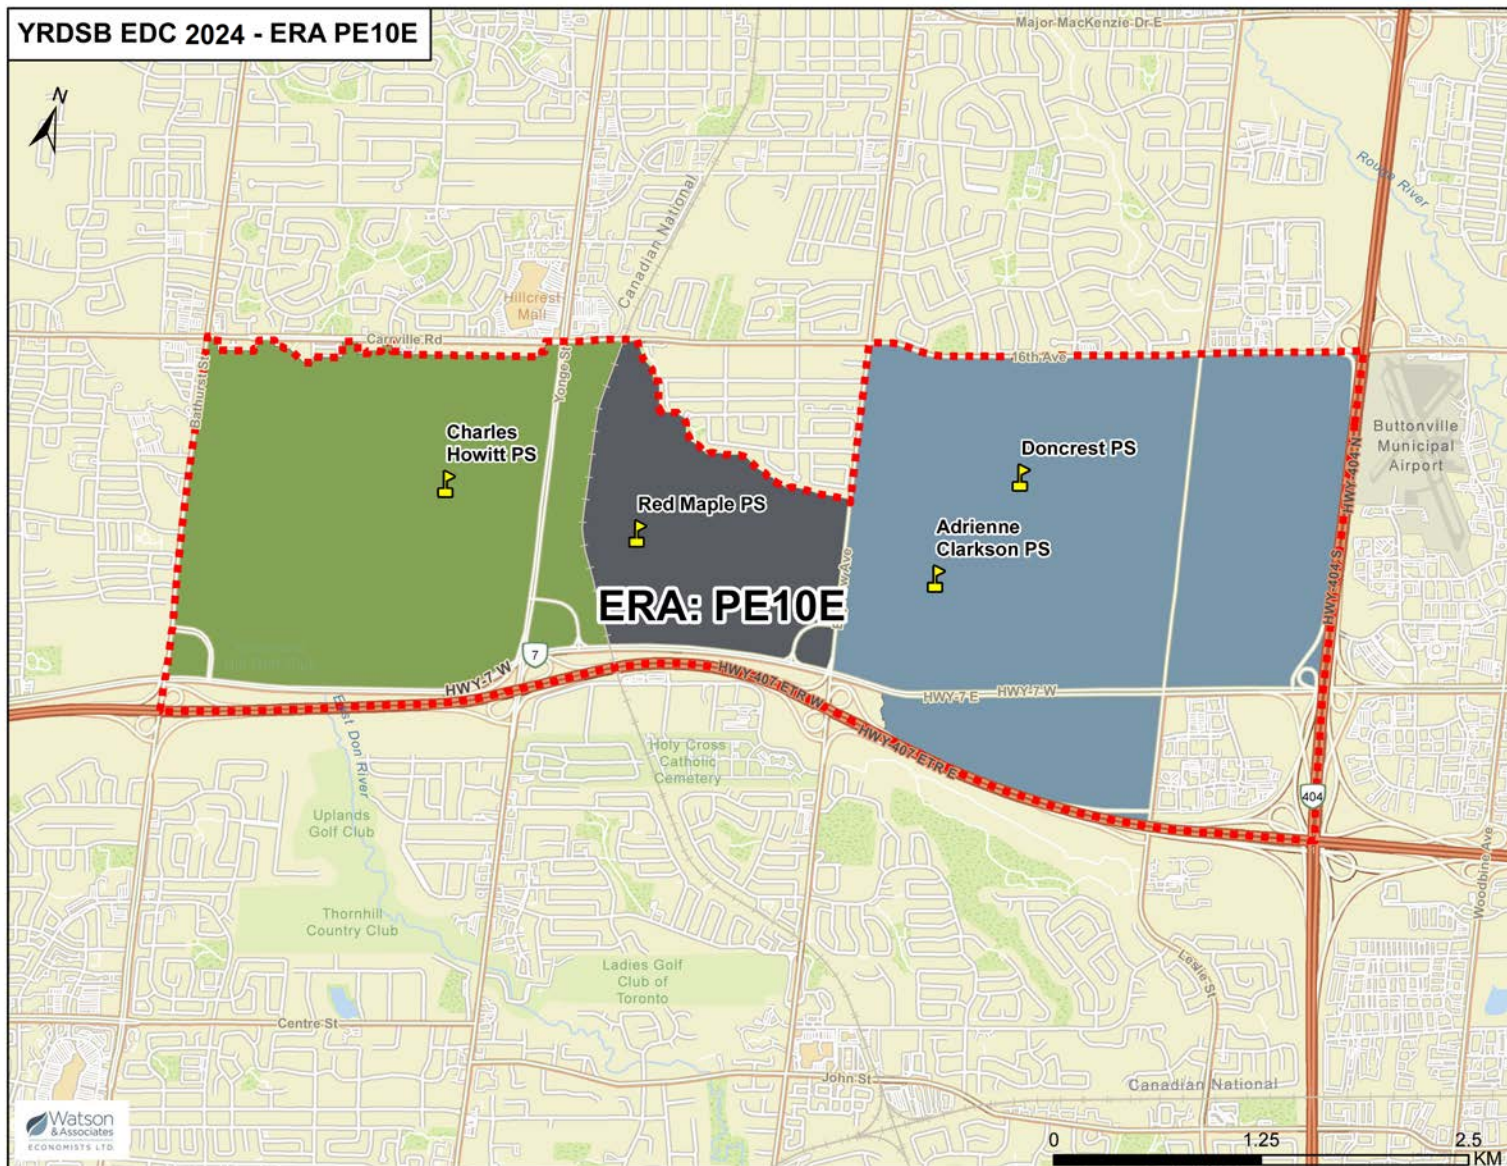 YRDSB EDC 2024 - ERA PE10E
Major MacKenzie Dr E
N
Rouge River
Canadian National
Hillcrest
Mall
Carrville Rd
16th Ave
Bathurst St
Yonge St
Charles
Howitt PS
Doncrest PS
Buttonville
Municipal
Airport
HWY-404 N
Red Maple PS
Adrienne
Clarkson PS
HWY-404 S
ERA: PE10E
7
HWY-7 W
HWY-407 ETR W
HWY-7 E
HWY-7 W
East Don River
HWY-407 ETR E
Holy Cross
Catholic
Cemetery
404
Uplands
Golf Club
Woodbine Ave
Thornhill
Country Club
Ladies Golf
Club of
Toronto
Leslie St
Centre St
John St
Canadian National
Watson
& Associates
ECONOMISTS LTD.
0 1.25 2.5
KM